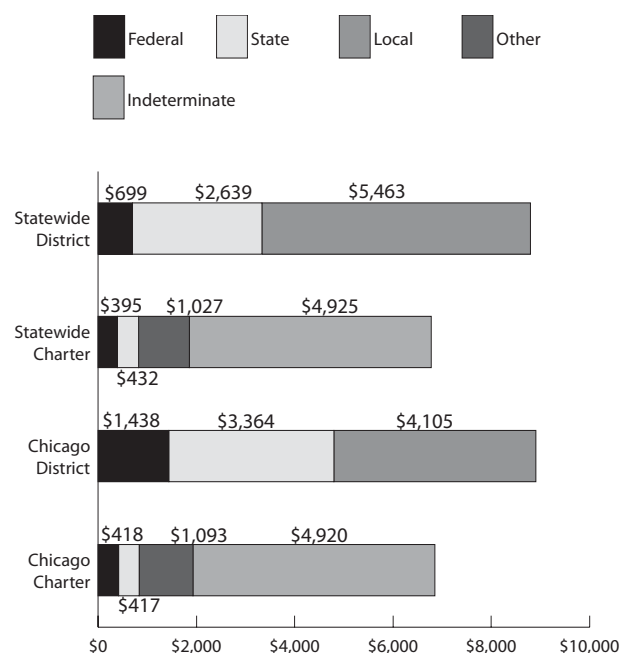 Federal State Local Other
Indeterminate
$699 $2,639 $5,463
Statewide
District
$395 $1,027 $4,925
Statewide
Charter
$432
$1,438 $3,364 $4,105
Chicago
District
$418 $1,093 $4,920
Chicago
Charter
$417
$0 $2,000 $4,000 $6,000 $8,000 $10,000